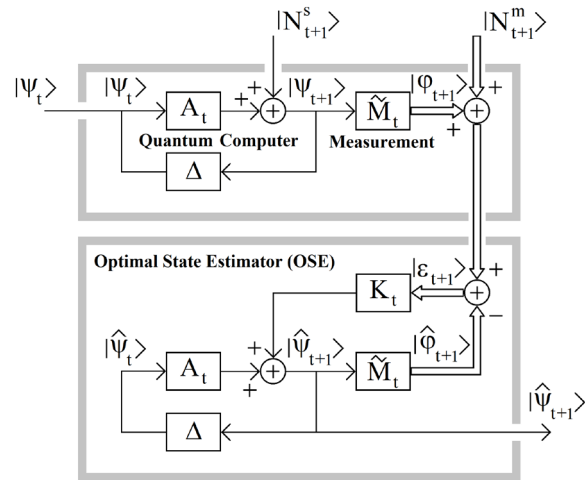 |N^s_{t+1}⟩ |N^m_{t+1}⟩
|ψ_t⟩ |ψ_t⟩ + + |ψ_{t+1}⟩ |φ_{t+1}⟩ +
A_t M̃_t +
Quantum Computer Measurement
Δ
Optimal State Estimator (OSE) |ε_{t+1}⟩ +
K_t −
|ψ̂_t⟩ + |ψ̂_{t+1}⟩ |φ̂_{t+1}⟩
A_t + M̃_t
Δ |ψ̂_{t+1}⟩